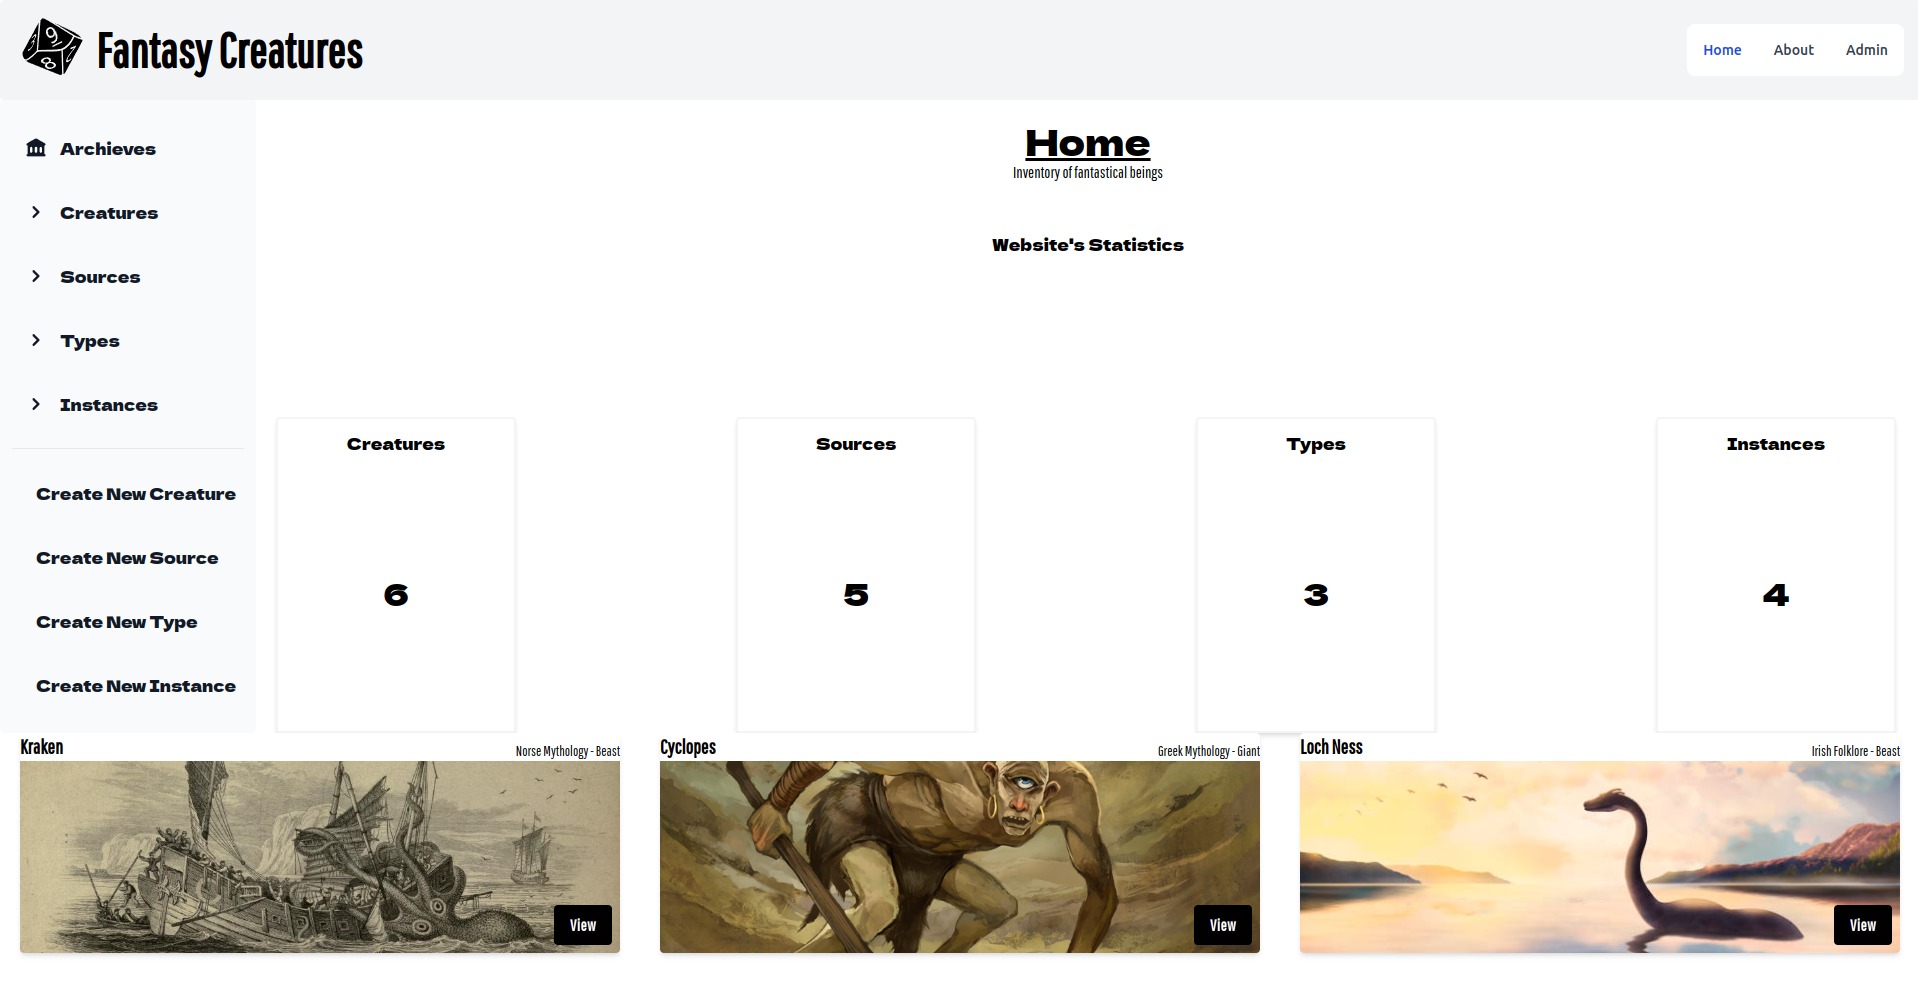 Fantasy Creatures
Home About Admin
Archieves
Creatures
Sources
Types
Instances
Create New Creature
Create New Source
Create New Type
Create New Instance
Home
Inventory of fantastical beings
Website's Statistics
Creatures
6
Sources
5
Types
3
Instances
4
Kraken
Norse Mythology - Beast
View
Cyclopes
Greek Mythology - Giant
View
Loch Ness
Irish Folklore - Beast
View